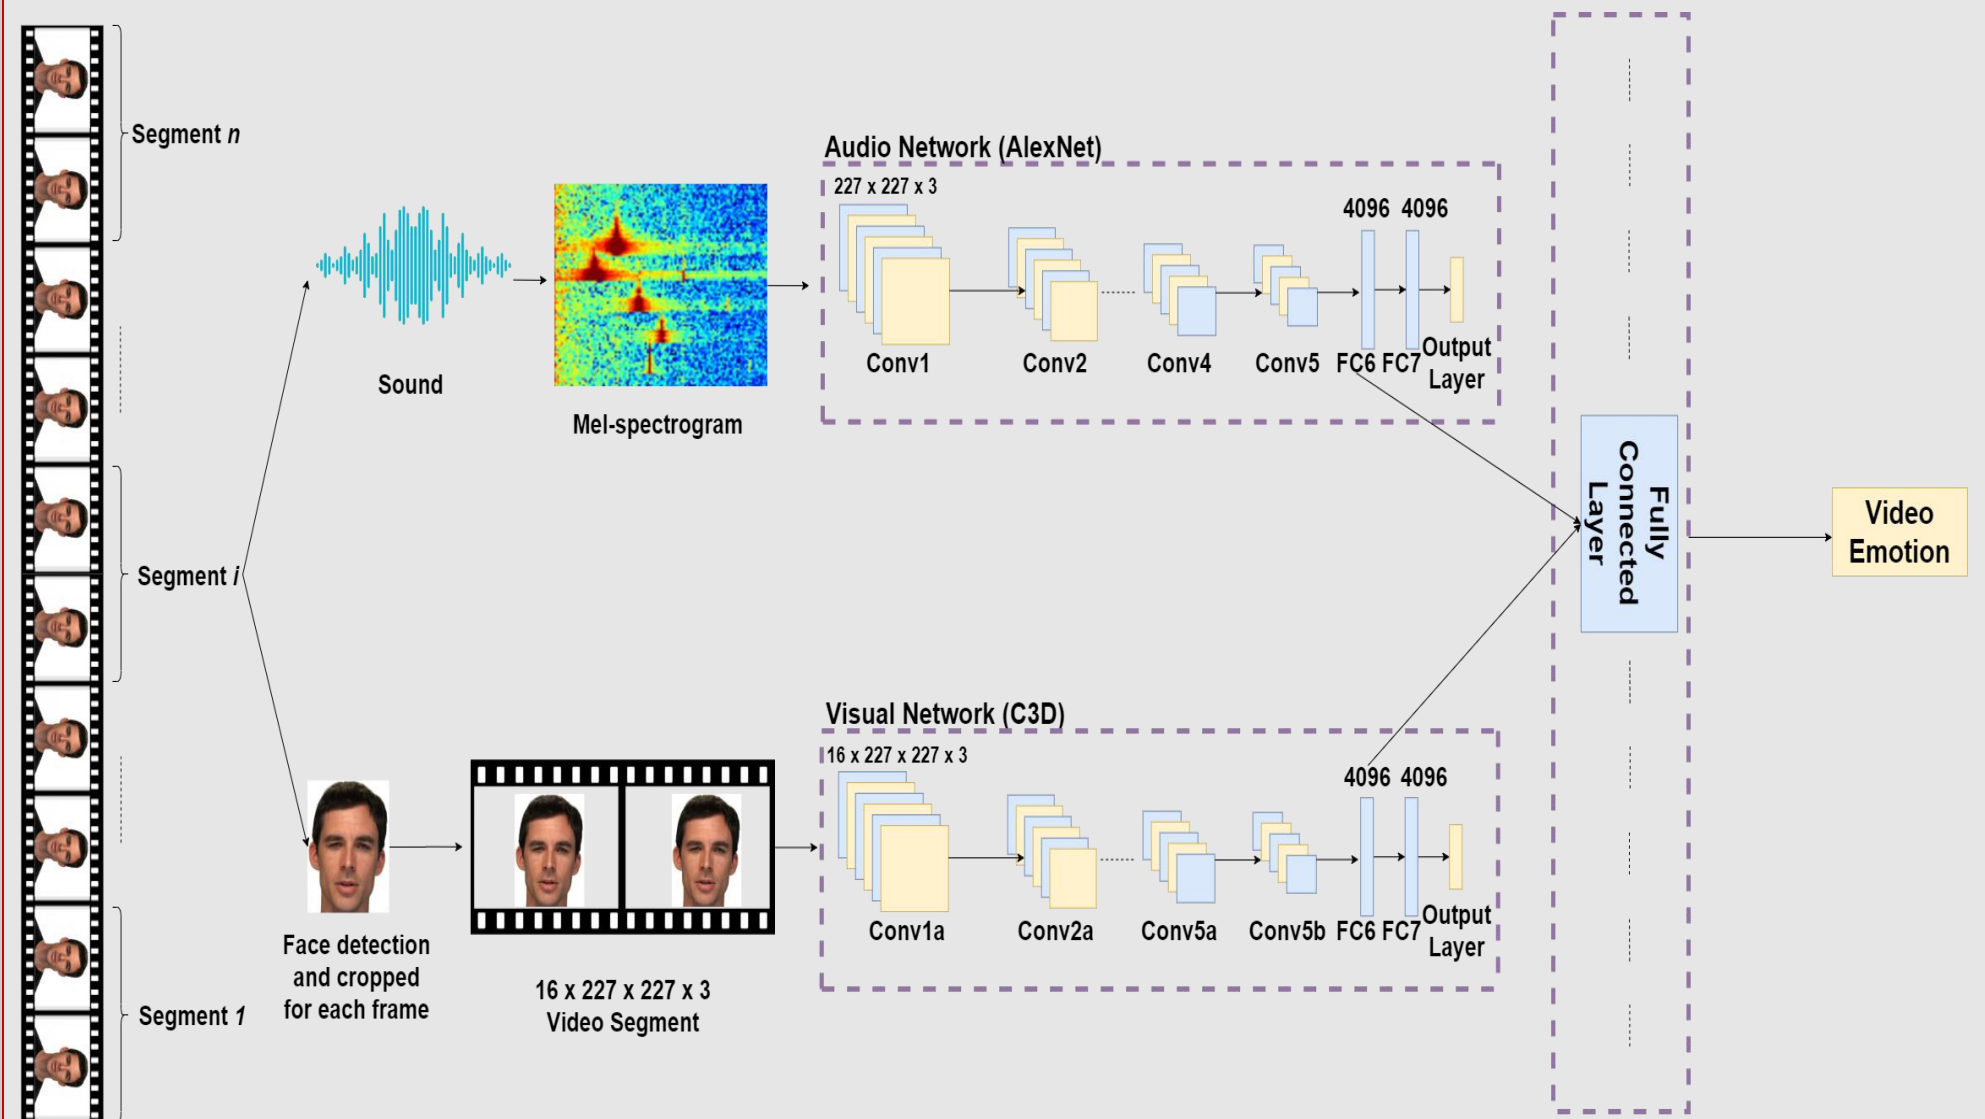 Segment n
Segment i
Segment 1
Sound
Mel-spectrogram
Audio Network (AlexNet)
227 x 227 x 3
4096 4096
Conv1
Conv2
Conv4
Conv5
FC6 FC7
Output
Layer
Face detection
and cropped
for each frame
16 x 227 x 227 x 3
Video Segment
Visual Network (C3D)
16 x 227 x 227 x 3
4096 4096
Conv1a
Conv2a
Conv5a
Conv5b
FC6 FC7
Output
Layer
Fully
Connected
Layer
Video
Emotion